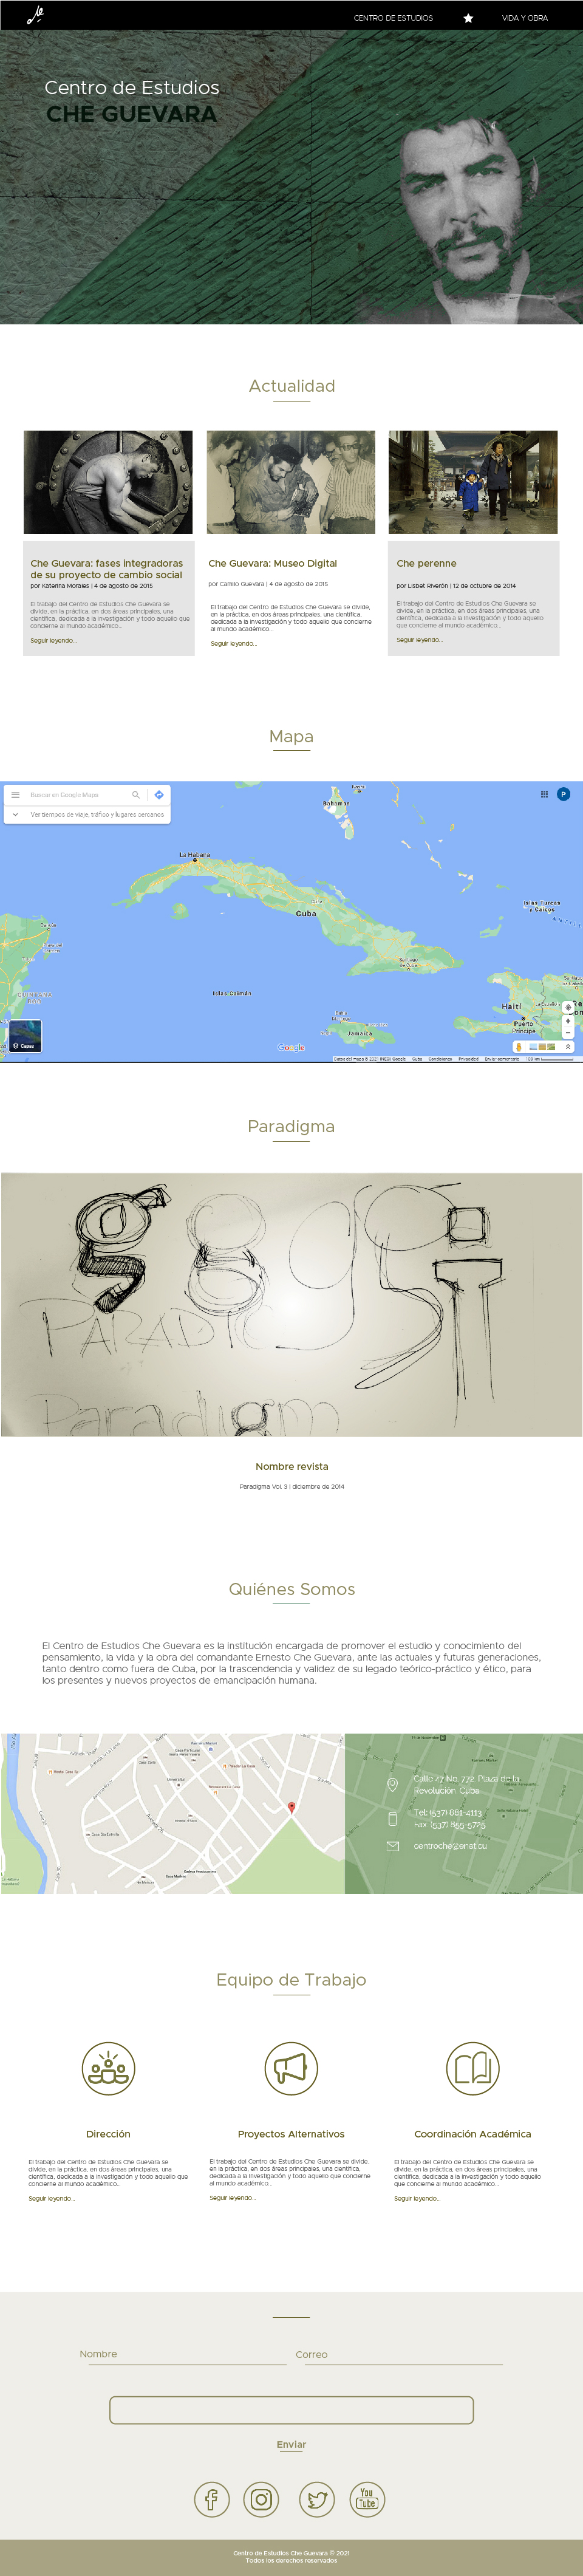 CENTRO DE ESTUDIOS
VIDA Y OBRA
Centro de Estudios
CHE GUEVARA
Actualidad
Che Guevara: fases integradoras
de su proyecto de cambio social
por Katerina Morales | 4 de agosto de 2015
El trabajo del Centro de Estudios Che Guevara se
divide, en la práctica, en dos áreas principales, una
científica, dedicada a la investigación y todo aquello que
concierne al mundo académico...
Seguir leyendo...
Che Guevara: Museo Digital
por Camilo Guevara | 4 de agosto de 2015
El trabajo del Centro de Estudios Che Guevara se divide,
en la práctica, en dos áreas principales, una científica,
dedicada a la investigación y todo aquello que concierne
al mundo académico...
Seguir leyendo...
Che perenne
por Lisbet Riverón | 12 de octubre de 2014
El trabajo del Centro de Estudios Che Guevara se
divide, en la práctica, en dos áreas principales, una
científica, dedicada a la investigación y todo aquello
que concierne al mundo académico...
Seguir leyendo...
Mapa
Buscar en Google Maps
P
Ver tiempos de viaje, tráfico y lugares cercanos
Bahamas
La Habana
Cuba
Islas Turcas
y Caicos
Santiago
de Cuba
Islas Caimán
Haití
Puerto
Príncipe
Jamaica
Capas
Google
Paradigma
PARADIG
Paradigm
Nombre revista
Paradigma Vol. 3 | diciembre de 2014
Quiénes Somos
El Centro de Estudios Che Guevara es la institución encargada de promover el estudio y conocimiento del
pensamiento, la vida y la obra del comandante Ernesto Che Guevara, ante las actuales y futuras generaciones,
tanto dentro como fuera de Cuba, por la trascendencia y validez de su legado teórico-práctico y ético, para
los presentes y nuevos proyectos de emancipación humana.
Calle 47 No. 772, Plaza de la
Revolución, Cuba
Tel: (537) 861-4113
Fax: (537) 855-5725
centroche@enet.cu
Equipo de Trabajo
Dirección
El trabajo del Centro de Estudios Che Guevara se
divide, en la práctica, en dos áreas principales, una
científica, dedicada a la investigación y todo aquello que
concierne al mundo académico...
Seguir leyendo...
Proyectos Alternativos
El trabajo del Centro de Estudios Che Guevara se divide,
en la práctica, en dos áreas principales, una científica,
dedicada a la investigación y todo aquello que concierne
al mundo académico...
Seguir leyendo...
Coordinación Académica
El trabajo del Centro de Estudios Che Guevara se
divide, en la práctica, en dos áreas principales, una
científica, dedicada a la investigación y todo aquello
que concierne al mundo académico...
Seguir leyendo...
Nombre
Correo
Enviar
You
Tube
Centro de Estudios Che Guevara © 2021
Todos los derechos reservados